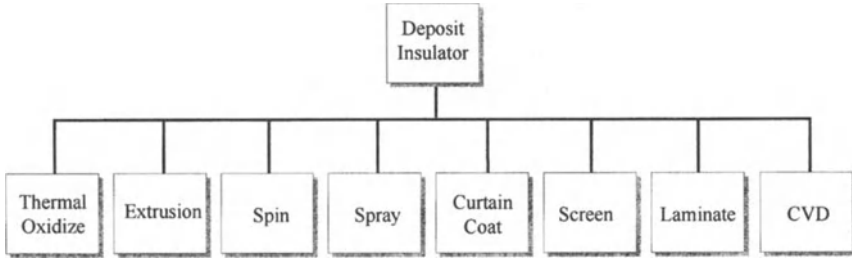 Deposit
Insulator
Thermal
Oxidize
Extrusion
Spin
Spray
Curtain
Coat
Screen
Laminate
CVD